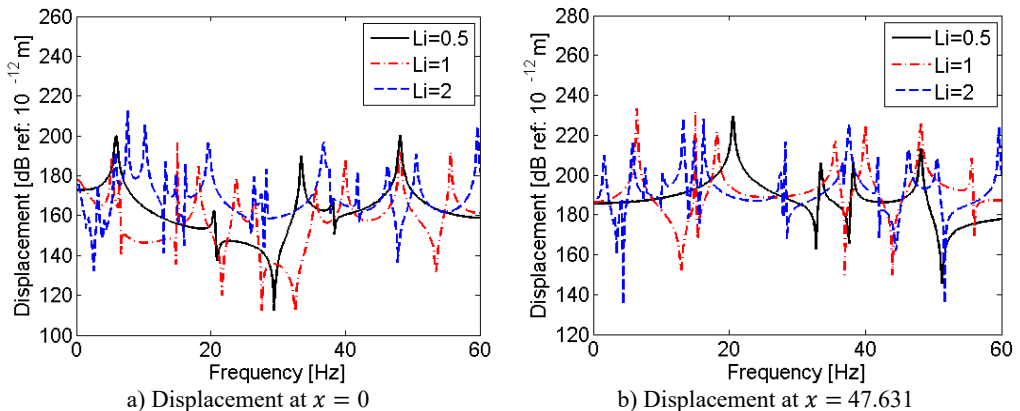 260
240
220
200
180
160
140
120
100
0
20
40
60
Displacement [dB ref: 10 -12 m]
Frequency [Hz]
Li=0.5
Li=1
Li=2
a) Displacement at x = 0
280
260
240
220
200
180
160
140
120
0
20
40
60
Displacement [dB ref: 10 -12 m]
Frequency [Hz]
Li=0.5
Li=1
Li=2
b) Displacement at x = 47.631